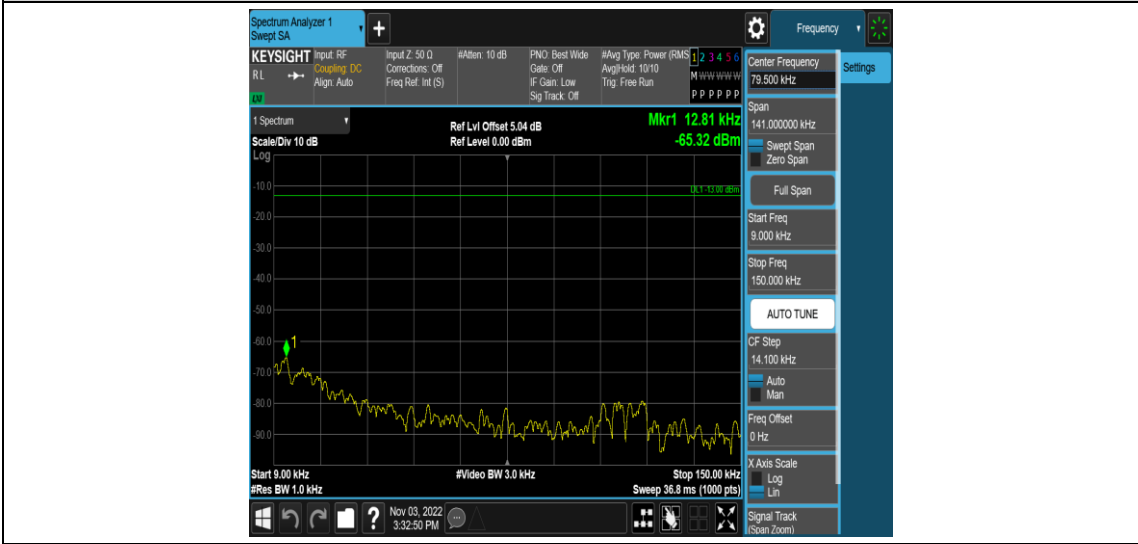 Spectrum Analyzer 1
Swept SA
+
Frequency
KEYSIGHT
RL
Input: RF
Coupling: DC
Align: Auto
Input Z: 50 Ω
Corrections: Off
Freq Ref: Int (S)
#Atten: 10 dB
PNO: Best Wide
Gate: Off
IF Gain: Low
Sig Track: Off
#Avg Type: Power (RMS
Avg|Hold: 10/10
Trig: Free Run
1 2 3 4 5 6
M W W W W W
P P P P P P
1 Spectrum
Scale/Div 10 dB
Log
Ref Lvl Offset 5.04 dB
Ref Level 0.00 dBm
Mkr1 12.81 kHz
-65.32 dBm
-10.0
DL1 -13.00 dBm
-20.0
-30.0
-40.0
-50.0
-60.0
1
-70.0
-80.0
-90.0
Start 9.00 kHz
#Res BW 1.0 kHz
#Video BW 3.0 kHz
Stop 150.00 kHz
Sweep 36.8 ms (1000 pts)
?
Nov 03, 2022
3:32:50 PM
Center Frequency
79.500 kHz
Settings
Span
141.000000 kHz
Swept Span
Zero Span
Full Span
Start Freq
9.000 kHz
Stop Freq
150.000 kHz
AUTO TUNE
CF Step
14.100 kHz
Auto
Man
Freq Offset
0 Hz
X Axis Scale
Log
Lin
Signal Track
(Span Zoom)